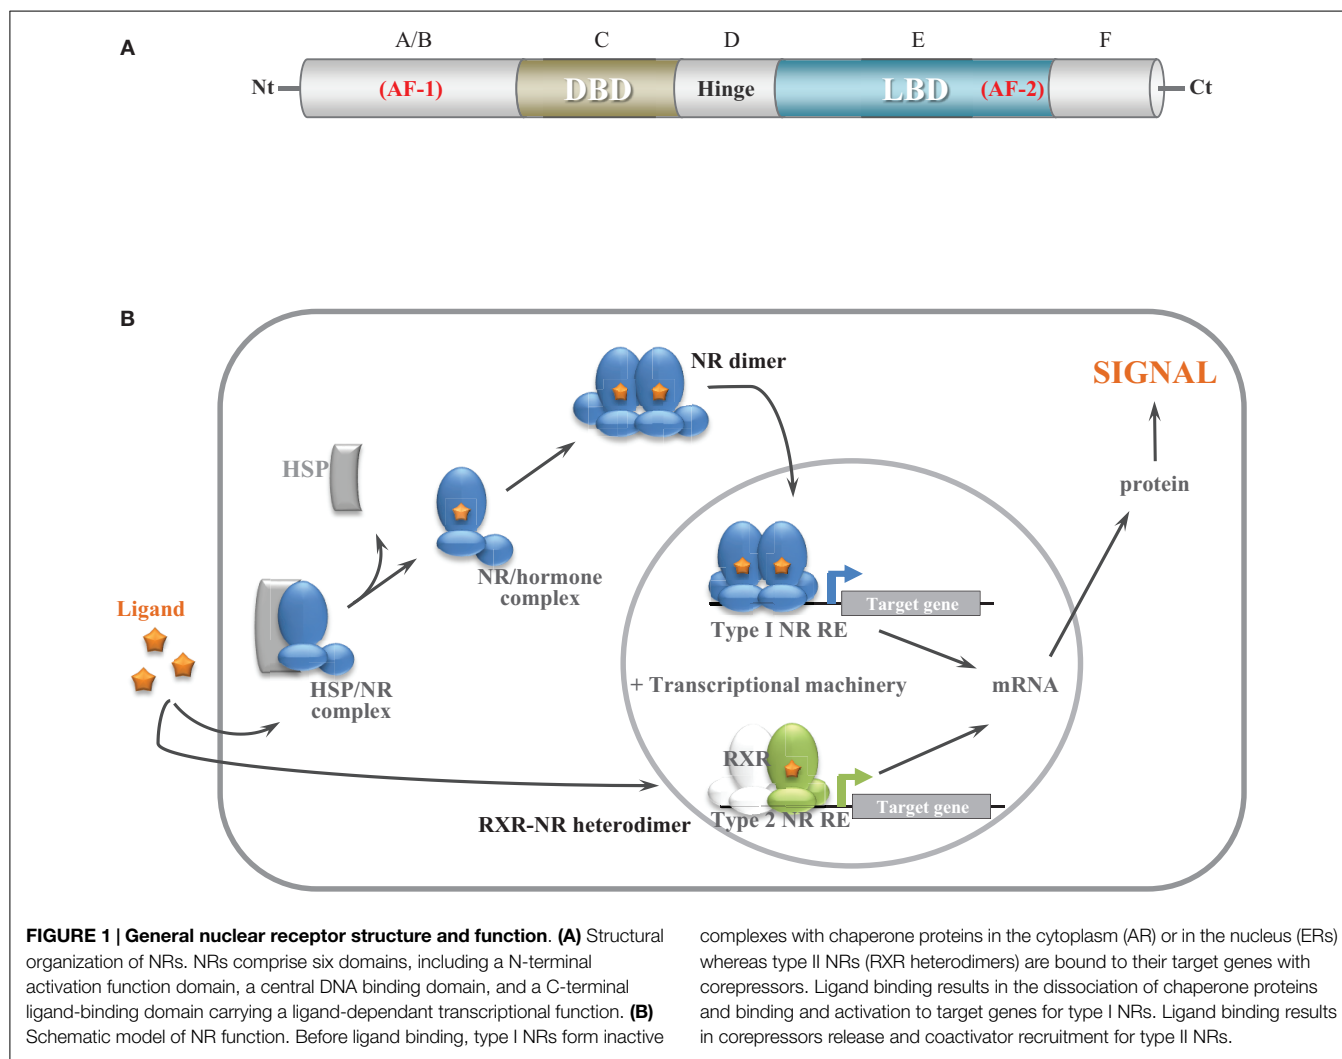 A
A/B C D E F
Nt (AF-1) DBD Hinge LBD (AF-2) Ct
B
NR dimer
SIGNAL
HSP
protein
NR/hormone
complex
Target gene
Ligand
Type I NR RE
+ Transcriptional machinery
mRNA
HSP/NR
complex
RXR
Target gene
Type 2 NR RE
RXR-NR heterodimer
FIGURE 1 | General nuclear receptor structure and function. (A) Structural
organization of NRs. NRs comprise six domains, including a N-terminal
activation function domain, a central DNA binding domain, and a C-terminal
ligand-binding domain carrying a ligand-dependant transcriptional function. (B)
Schematic model of NR function. Before ligand binding, type I NRs form inactive
complexes with chaperone proteins in the cytoplasm (AR) or in the nucleus (ERs)
whereas type II NRs (RXR heterodimers) are bound to their target genes with
corepressors. Ligand binding results in the dissociation of chaperone proteins
and binding and activation to target genes for type I NRs. Ligand binding results
in corepressors release and coactivator recruitment for type II NRs.